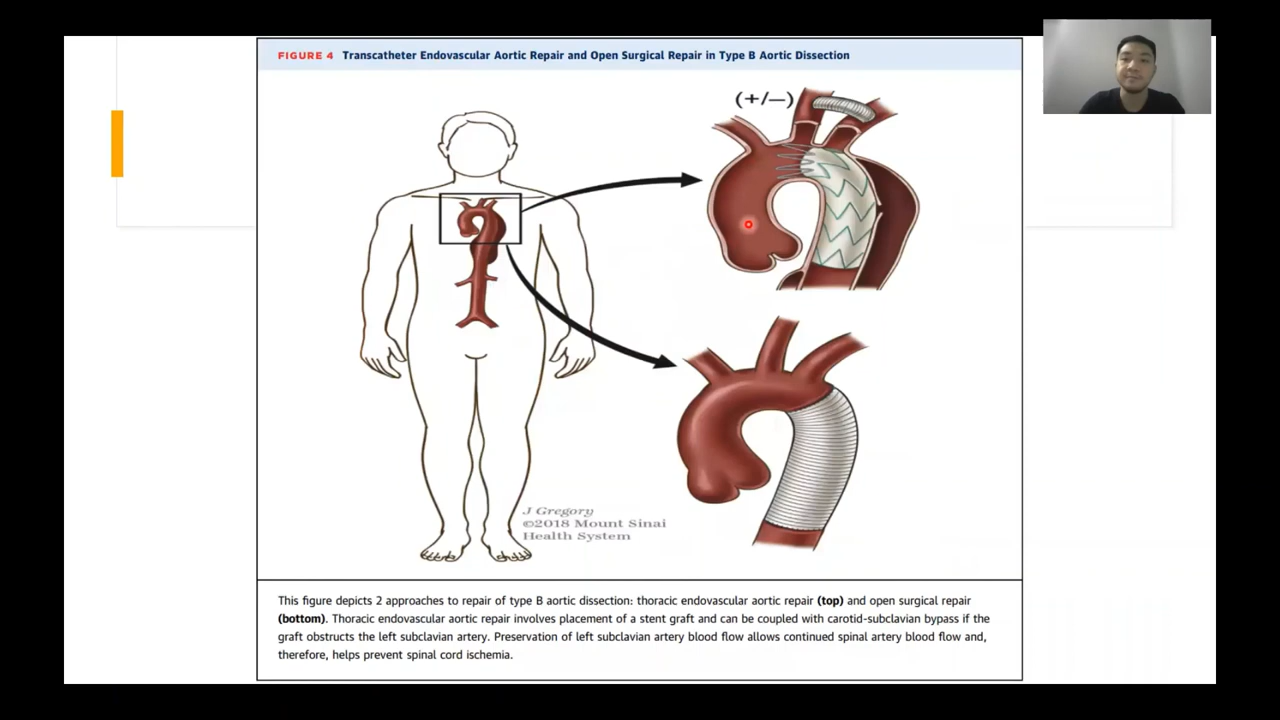 FIGURE 4 Transcatheter Endovascular Aortic Repair and Open Surgical Repair in Type B Aortic Dissection
(+/—)
J Gregory
©2018 Mount Sinai
Health System
This figure depicts 2 approaches to repair of type B aortic dissection: thoracic endovascular aortic repair (top) and open surgical repair
(bottom). Thoracic endovascular aortic repair involves placement of a stent graft and can be coupled with carotid-subclavian bypass if the
graft obstructs the left subclavian artery. Preservation of left subclavian artery blood flow allows continued spinal artery blood flow and,
therefore, helps prevent spinal cord ischemia.